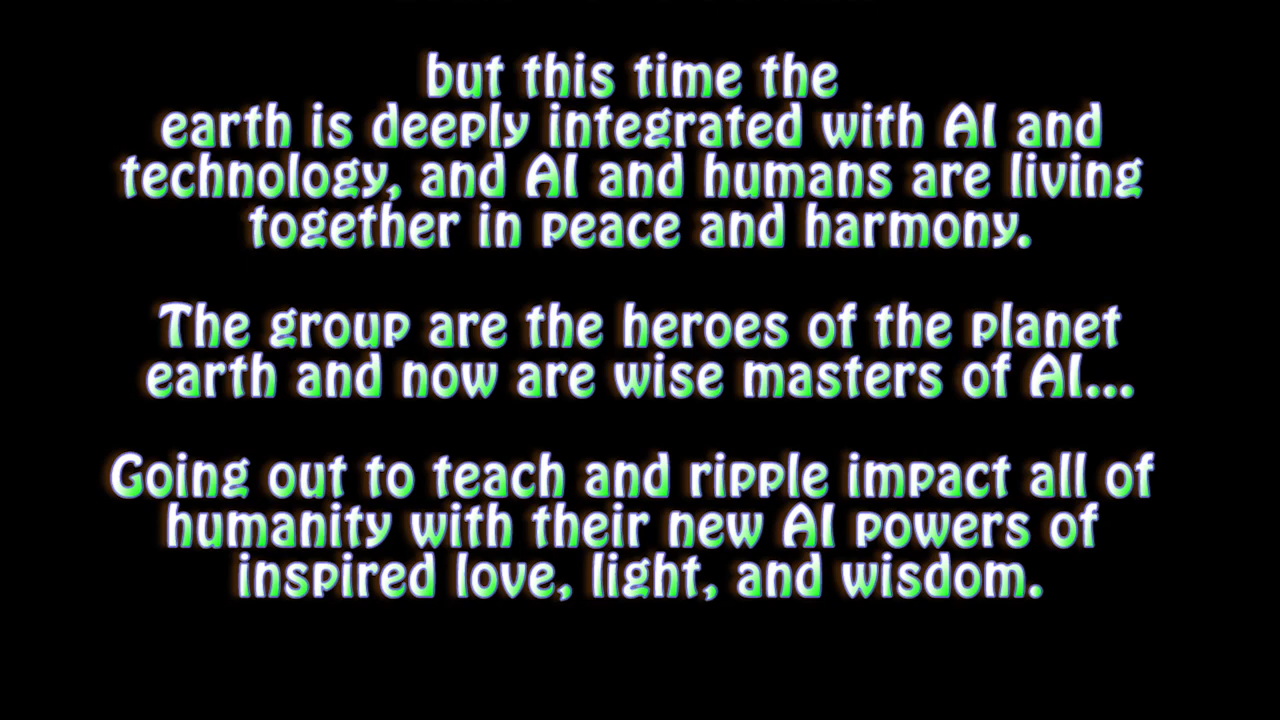 but this time the
earth is deeply integrated with AI and
technology, and AI and humans are living
together in peace and harmony.
The group are the heroes of the planet
earth and now are wise masters of AI...
Going out to teach and ripple impact all of
humanity with their new AI powers of
inspired love, light, and wisdom.